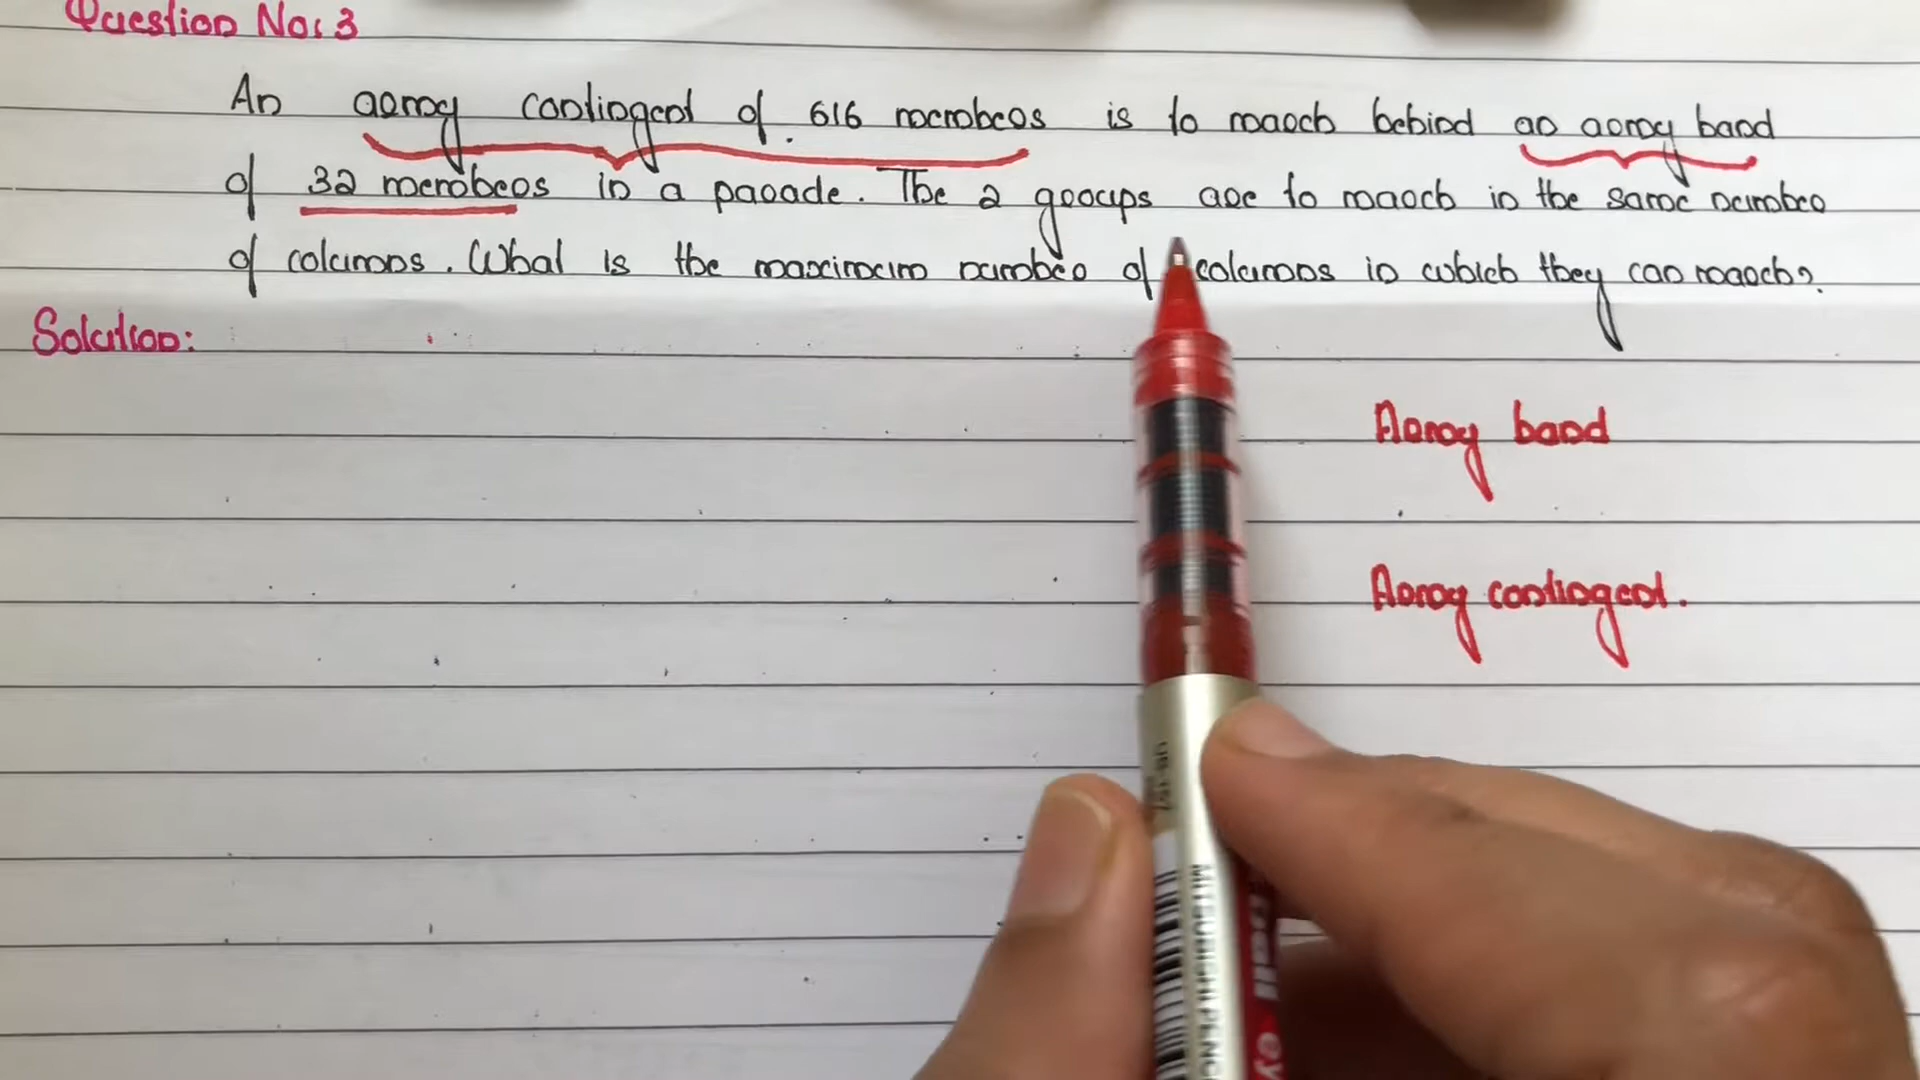 Question No: 3
An army contingent of 616 members is to march behind an army band
of 32 members in a parade. The 2 groups are to march in the same number
of columns. What is the maximum number of columns in which they can march?
Solution:
Army band
Army contingent.
MITSUBISHI PENC